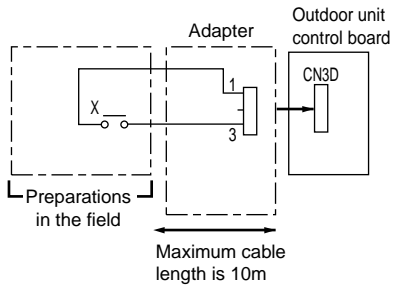 Outdoor unit
control board
Adapter
CN3D
1
X
3
Preparations
in the field
Maximum cable
length is 10m